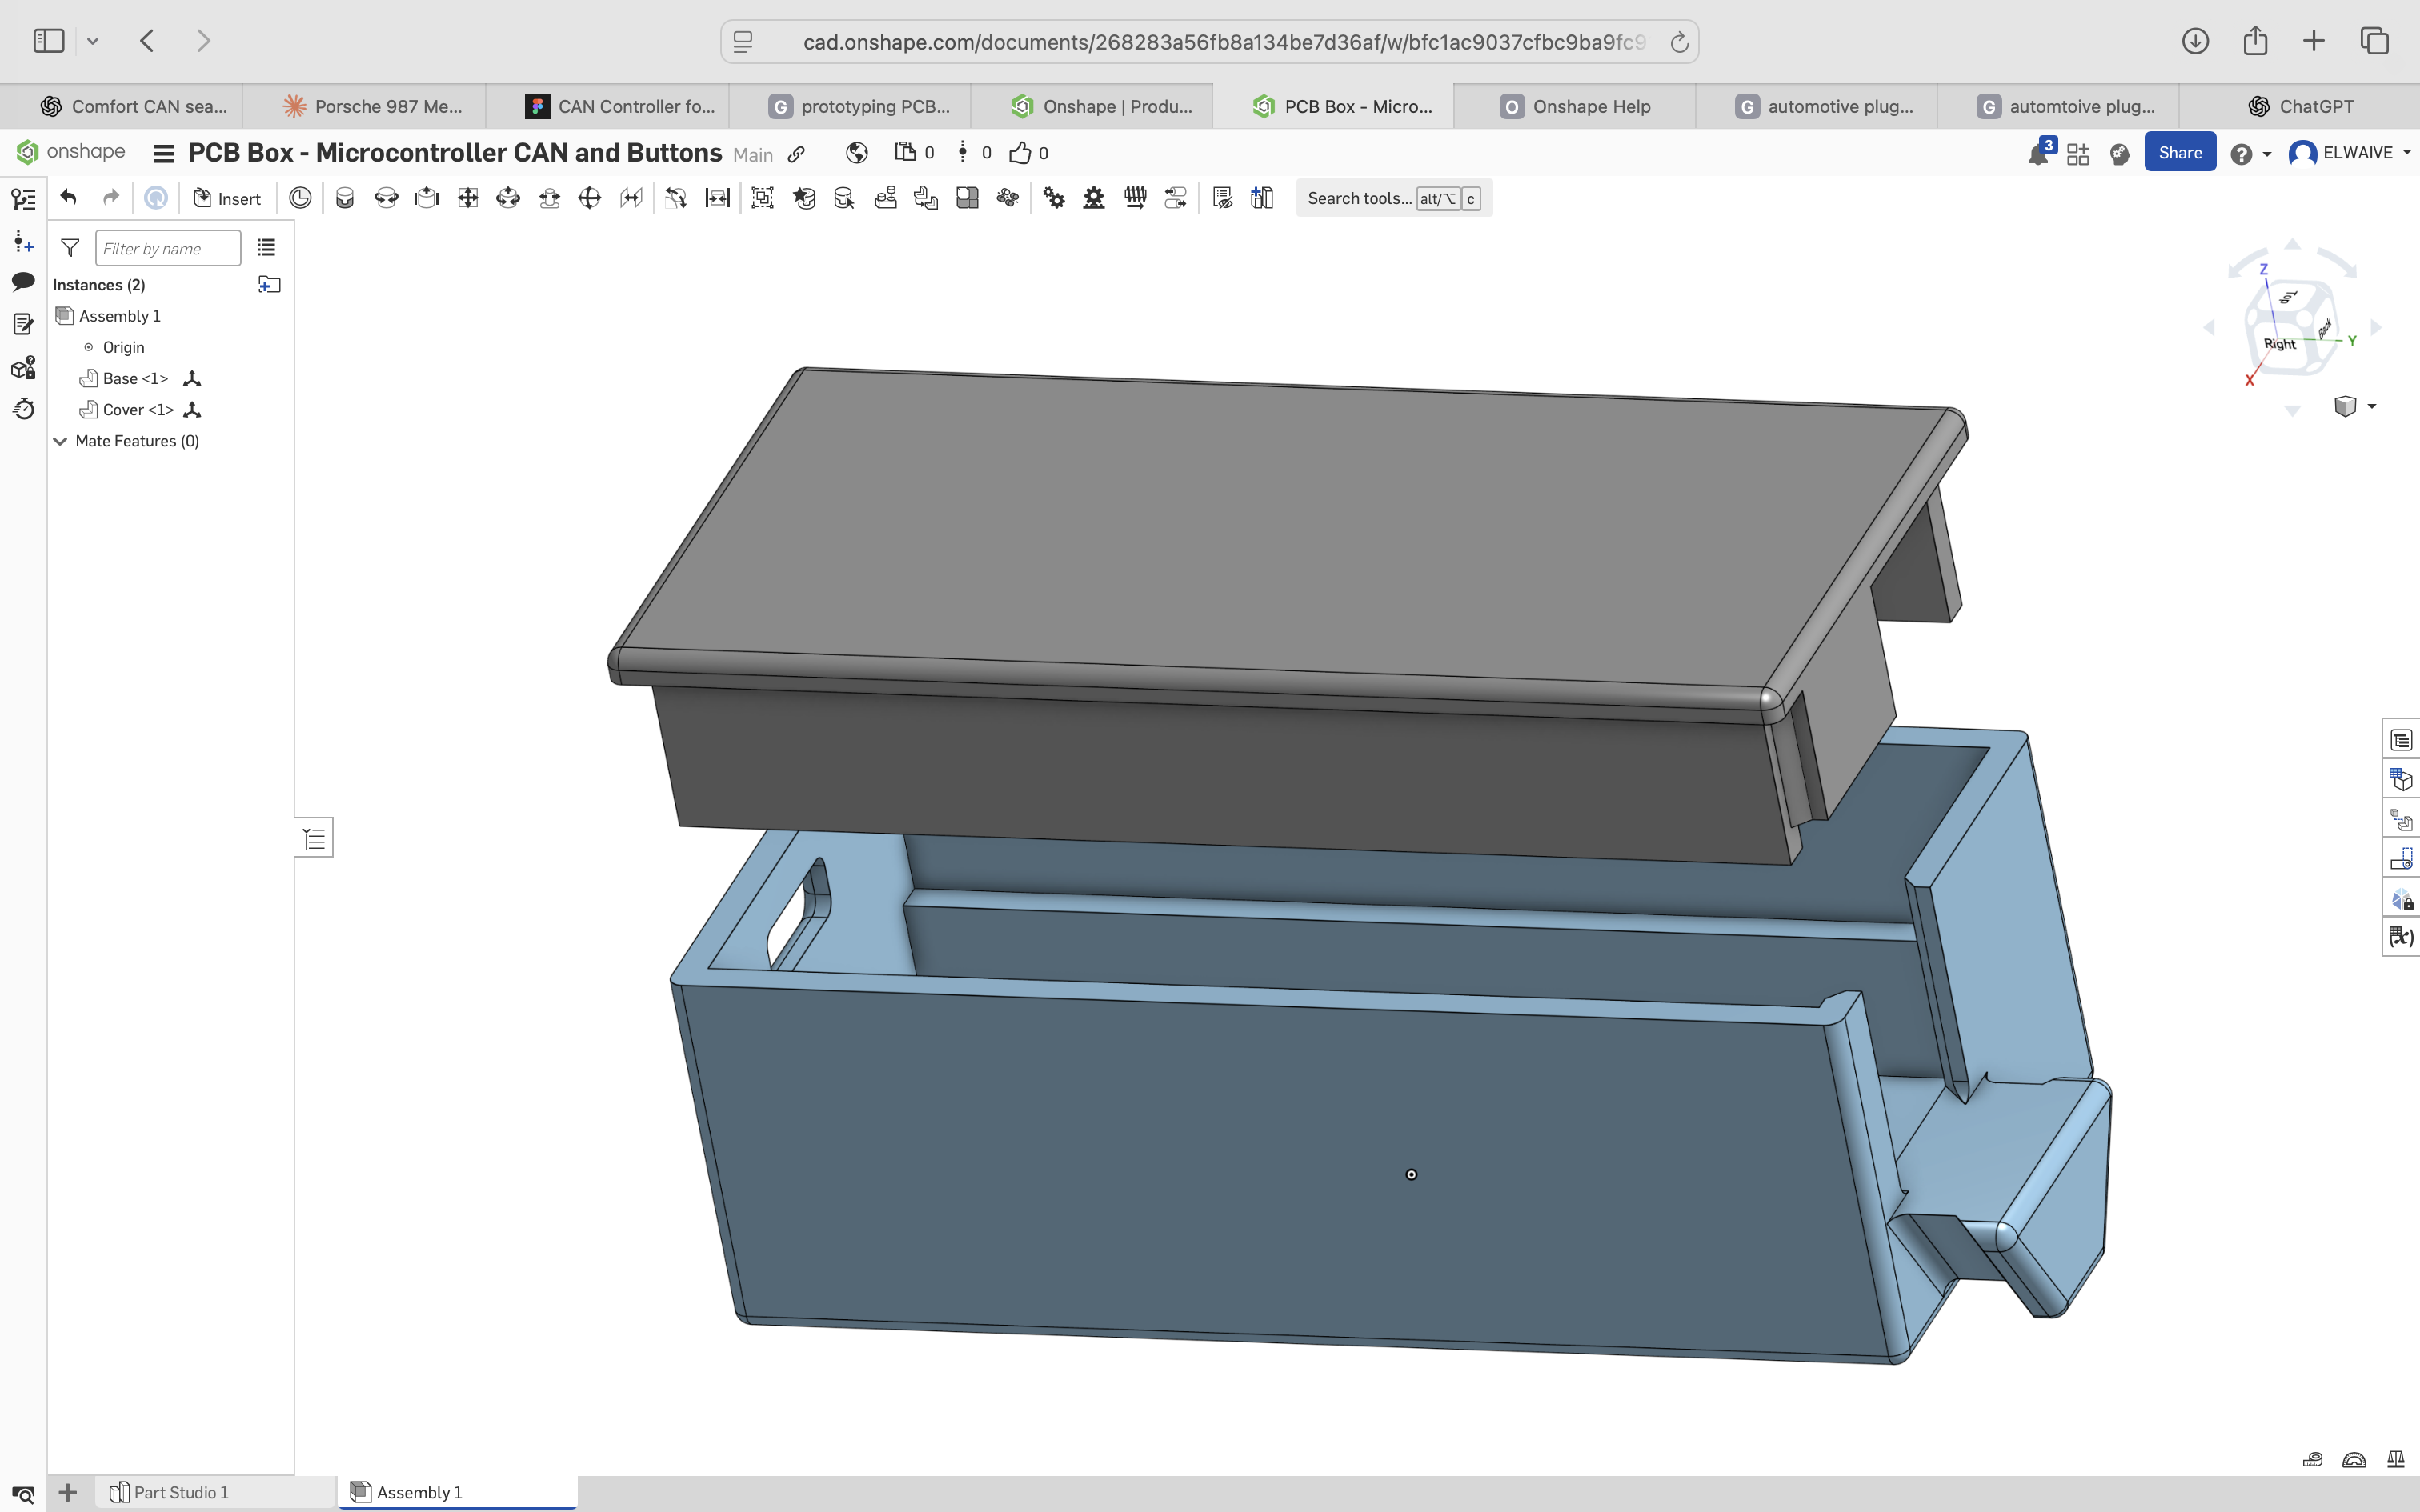 cad.onshape.com/documents/268283a56fb8a134be7d36af/w/bfc1ac9037cfbc9ba9fc9
Comfort CAN sea...
Porsche 987 Me...
CAN Controller fo...
prototyping PCB...
Onshape | Produ...
PCB Box - Micro...
Onshape Help
automotive plug...
automtoive plug...
ChatGPT
onshape
PCB Box - Microcontroller CAN and Buttons
Main
0
0
0
3
Share
ELWAIVE
Insert
Search tools... alt/⌥ c
Filter by name
Instances (2)
Assembly 1
Origin
Base <1>
Cover <1>
Mate Features (0)
Z
Right
Back
Y
X
Part Studio 1
Assembly 1